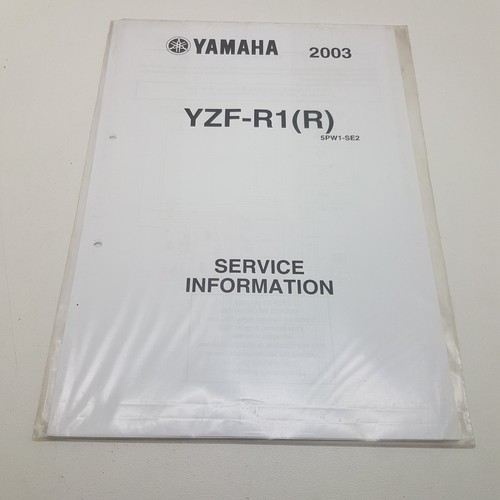 YAMAHA 2003
YZF-R1(R)
5PW1-SE2
SERVICE
INFORMATION